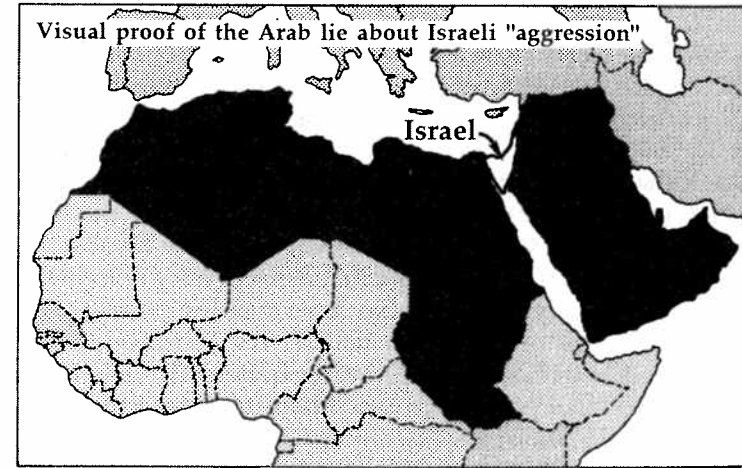 Visual proof of the Arab lie about Israeli "aggression"
Israel